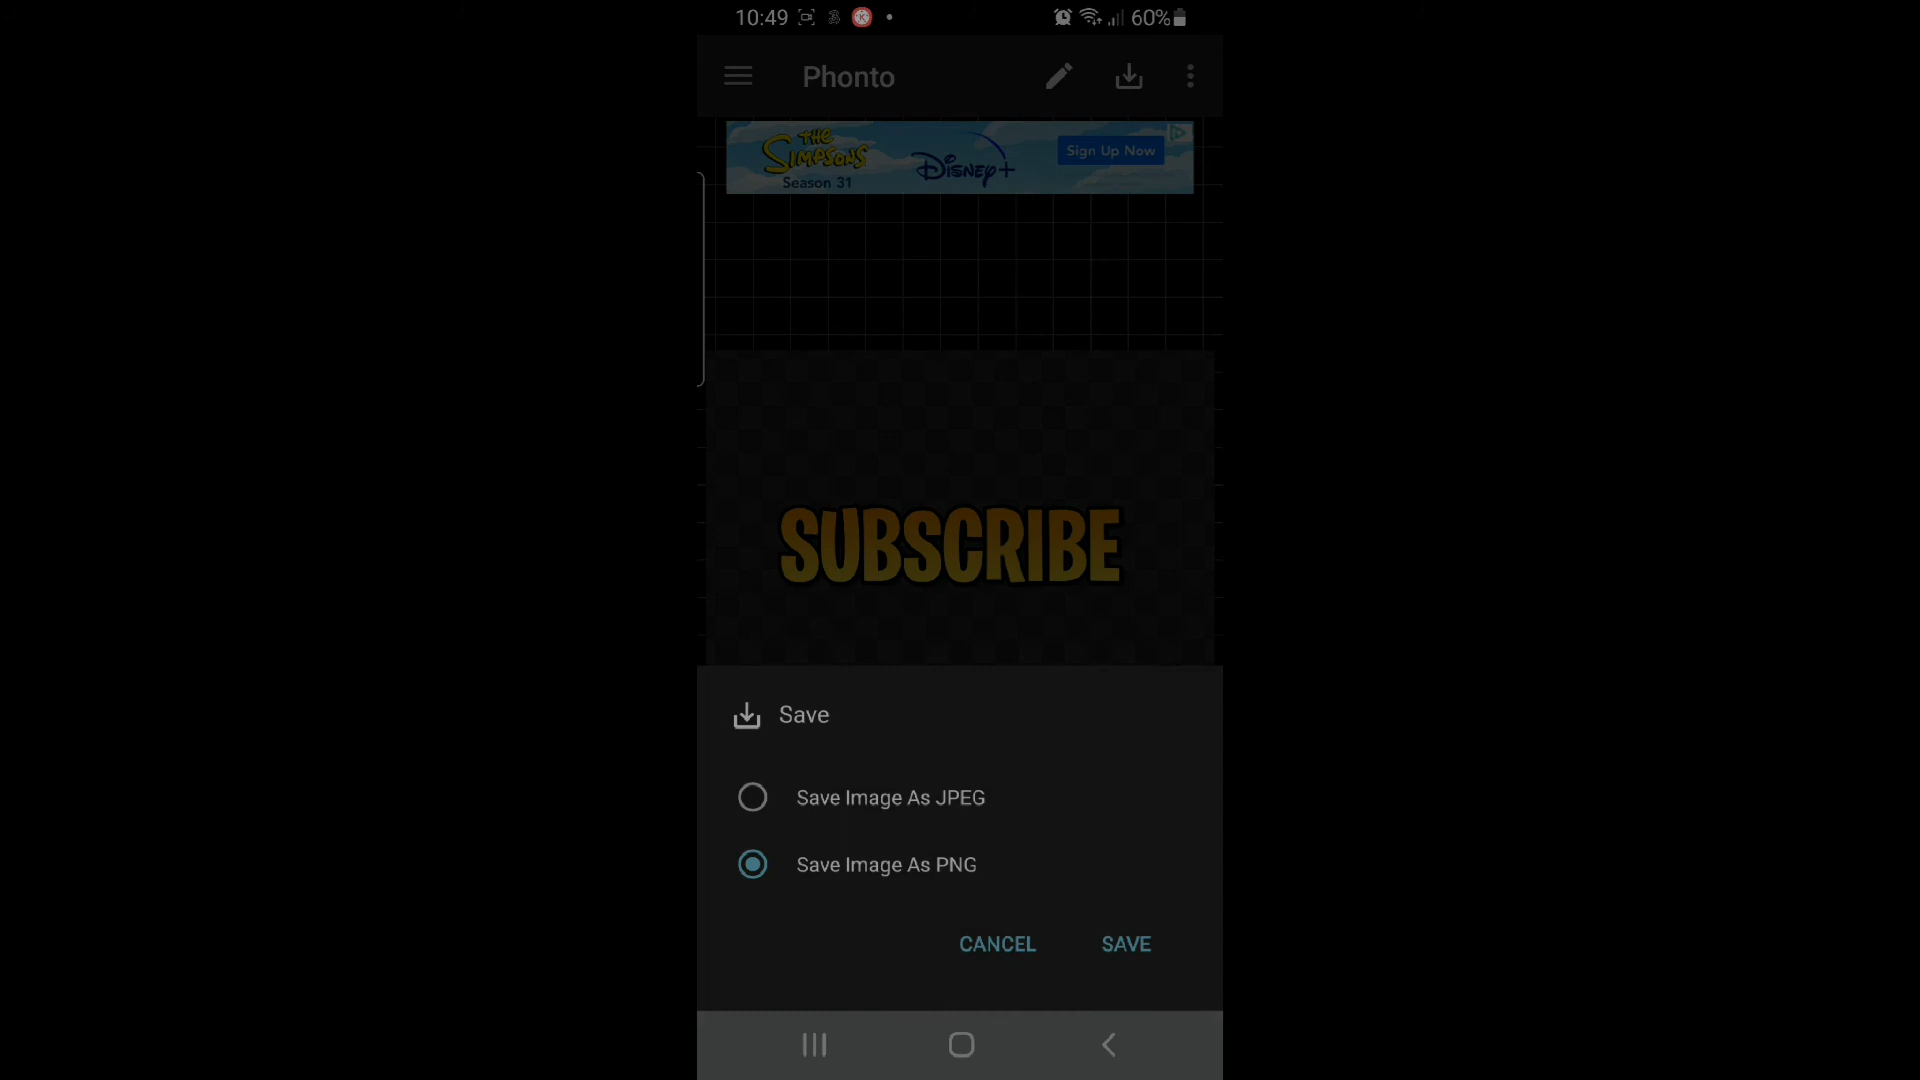 10:49 60%
Phonto
THE
SIMPSONS
Season 31
Disney+
Sign Up Now
SUBSCRIBE
Save
Save Image As JPEG
Save Image As PNG
CANCEL SAVE